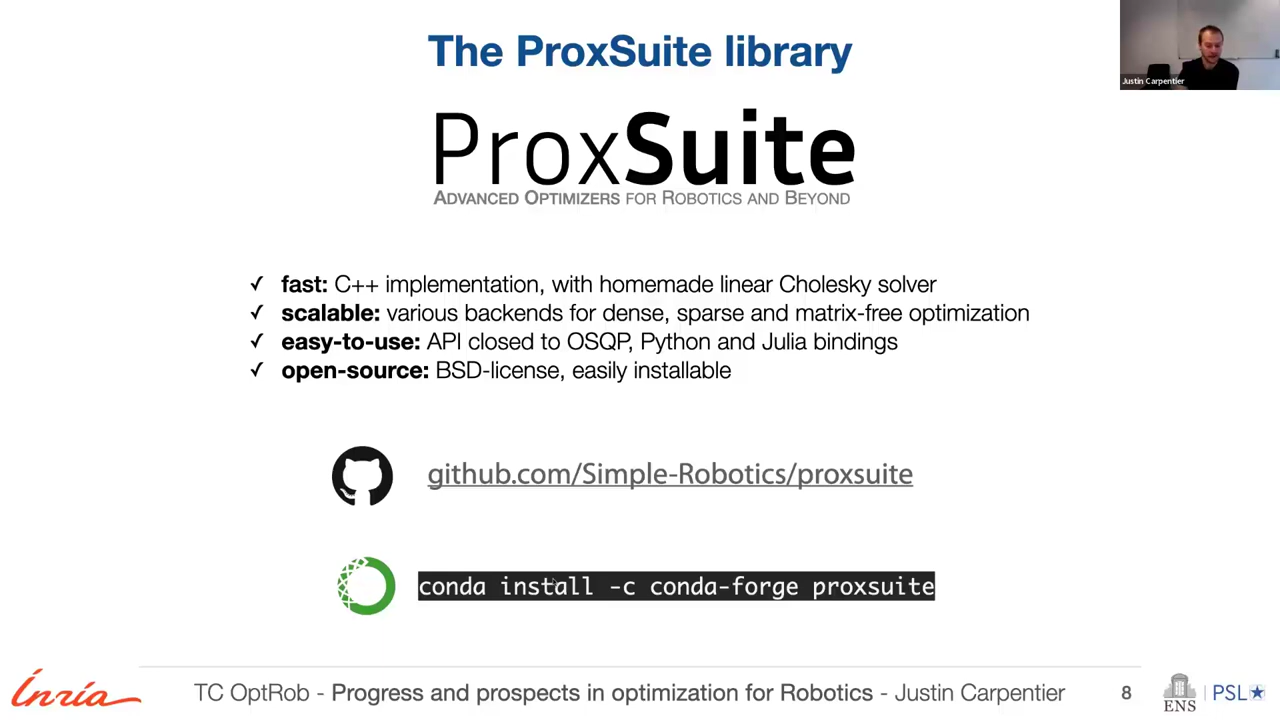 The ProxSuite library
Justin Carpentier
ProxSuite
ADVANCED OPTIMIZERS FOR ROBOTICS AND BEYOND
✓ fast: C++ implementation, with homemade linear Cholesky solver
✓ scalable: various backends for dense, sparse and matrix-free optimization
✓ easy-to-use: API closed to OSQP, Python and Julia bindings
✓ open-source: BSD-license, easily installable
github.com/Simple-Robotics/proxsuite
conda install -c conda-forge proxsuite
Inria
TC OptRob - Progress and prospects in optimization for Robotics - Justin Carpentier
8
ENS
PSL★